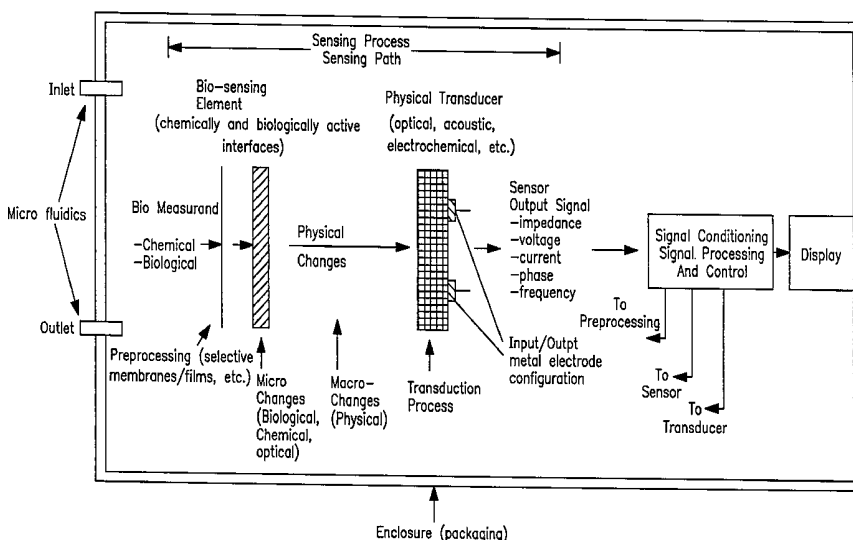 Sensing Process
Sensing Path
Inlet
Micro fluidics
Outlet
Bio-sensing
Element
(chemically and biologically active
interfaces)
Physical Transducer
(optical, acoustic,
electrochemical, etc.)
Bio Measurand
-Chemical
-Biological
Physical
Changes
Sensor
Output Signal
-impedance
-voltage
-current
-phase
-frequency
Signal Conditioning
Signal. Processing
And Control
Display
To
Preprocessing
To
Sensor
To
Transducer
Input/Outpt
metal electrode
configuration
Preprocessing (selective
membranes/films, etc.)
Micro
Changes
(Biological,
Chemical,
optical)
Macro-
Changes
(Physical)
Transduction
Process
Enclosure (packaging)